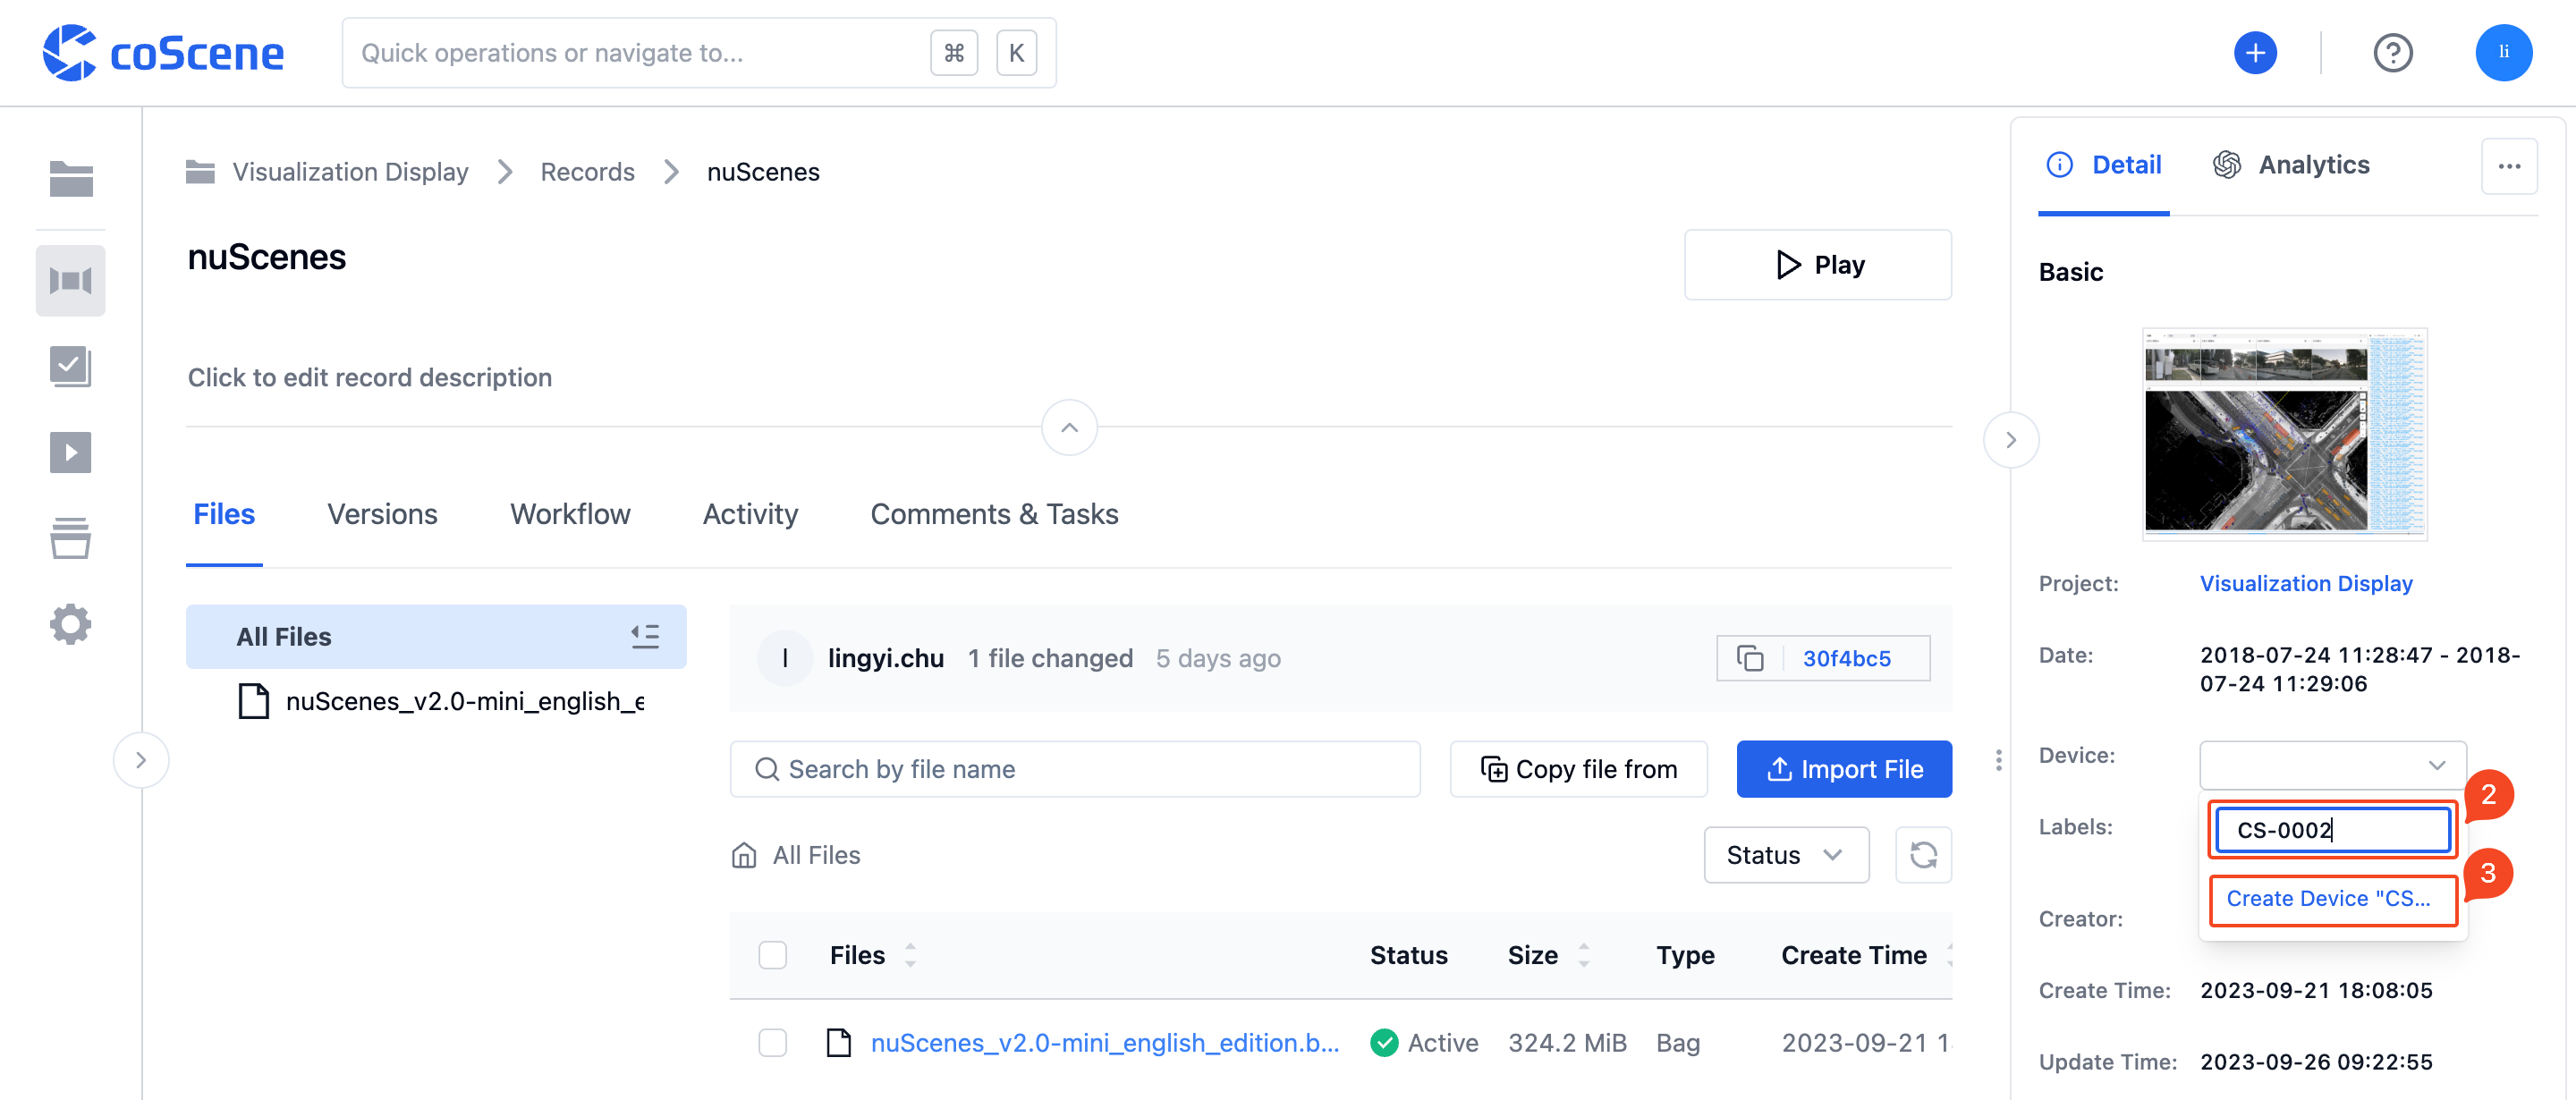 coScene
Quick operations or navigate to...
⌘ K
li
Visualization Display
Records
nuScenes
nuScenes
Play
Click to edit record description
Files
Versions
Workflow
Activity
Comments & Tasks
All Files
nuScenes_v2.0-mini_english_e
l
lingyi.chu
1 file changed
5 days ago
30f4bc5
Search by file name
Copy file from
Import File
All Files
Status
Files
Status
Size
Type
Create Time
nuScenes_v2.0-mini_english_edition.b...
Active
324.2 MiB
Bag
2023-09-21 1
Detail
Analytics
Basic
Project:
Visualization Display
Date:
2018-07-24 11:28:47 - 2018-
07-24 11:29:06
Device:
2
Labels:
CS-0002
3
Create Device "CS...
Creator:
Create Time:
2023-09-21 18:08:05
Update Time:
2023-09-26 09:22:55